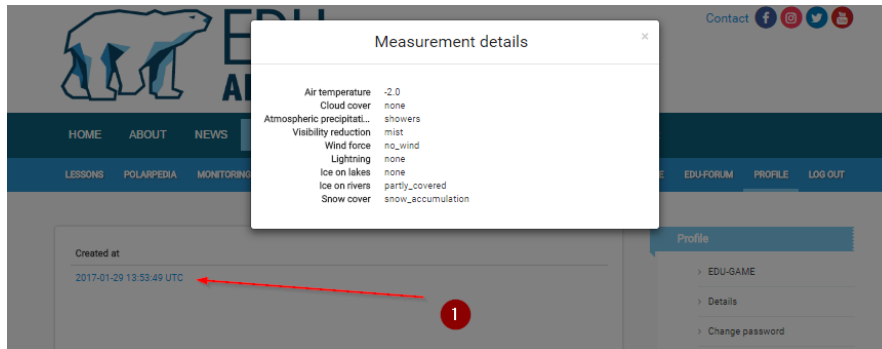 EDU
Contact
Measurement details
×
Air temperature -2.0
Cloud cover none
Atmospheric precipitati... showers
Visibility reduction mist
Wind force no_wind
Lightning none
Ice on lakes none
Ice on rivers partly_covered
Snow cover snow_accumulation
HOME ABOUT NEWS
LESSONS POLARPEDIA MONITORING EDU-FORUM PROFILE LOG OUT
Created at
2017-01-29 13:53:49 UTC
1
Profile
› EDU-GAME
› Details
› Change password